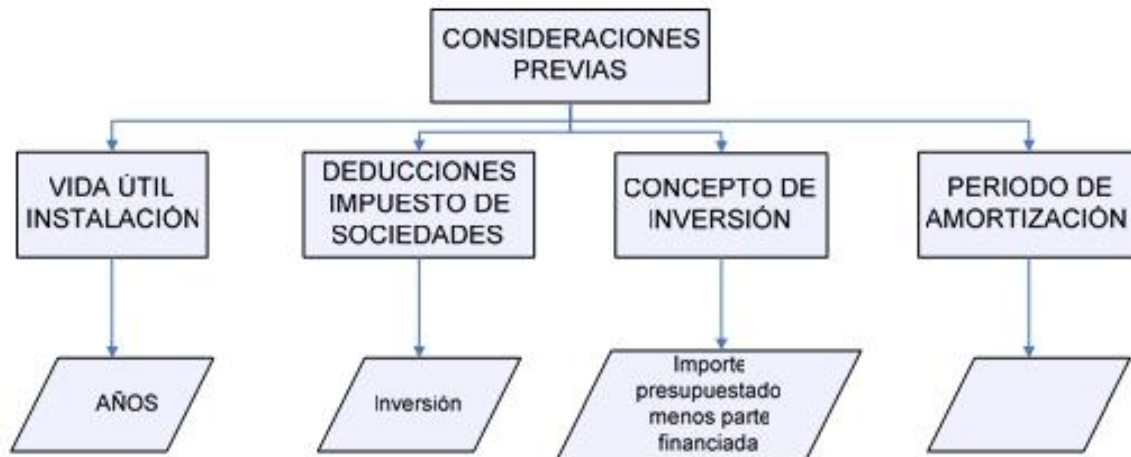 CONSIDERACIONES
PREVIAS
VIDA ÚTIL
INSTALACIÓN
DEDUCCIONES
IMPUESTO DE
SOCIEDADES
CONCEPTO DE
INVERSIÓN
PERIODO DE
AMORTIZACIÓN
AÑOS
Inversión
Importe
presupuestado
menos parte
financiada